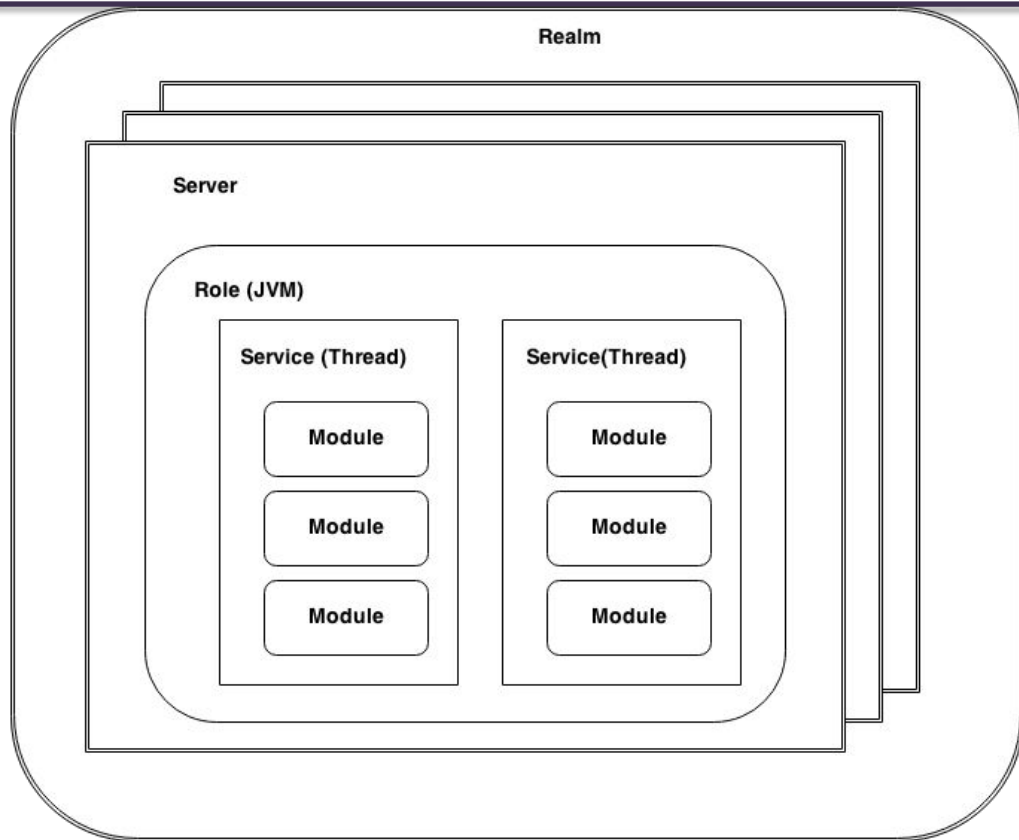 Realm
Server
Role (JVM)
Service (Thread)
Service(Thread)
Module
Module
Module
Module
Module
Module